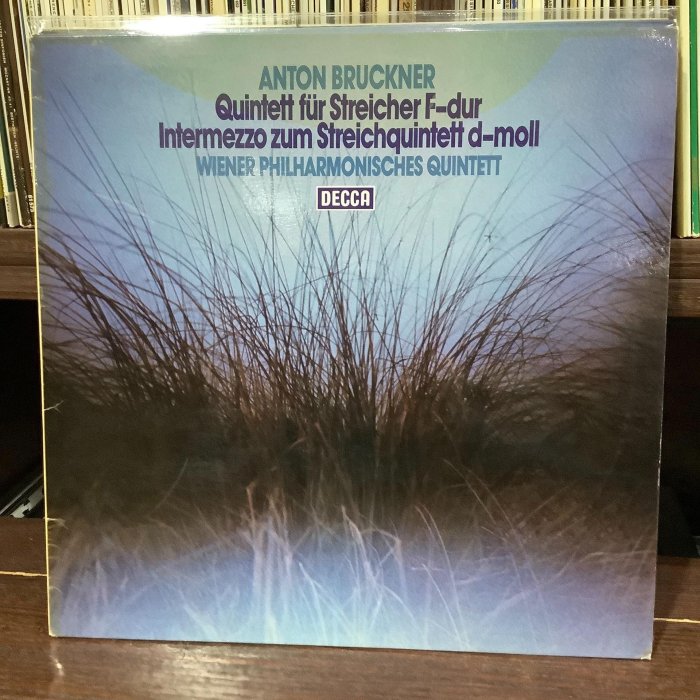 ANTON BRUCKNER
Quintett für Streicher F-dur
Intermezzo zum Streichquintett d-moll
WIENER PHILHARMONISCHES QUINTETT
DECCA